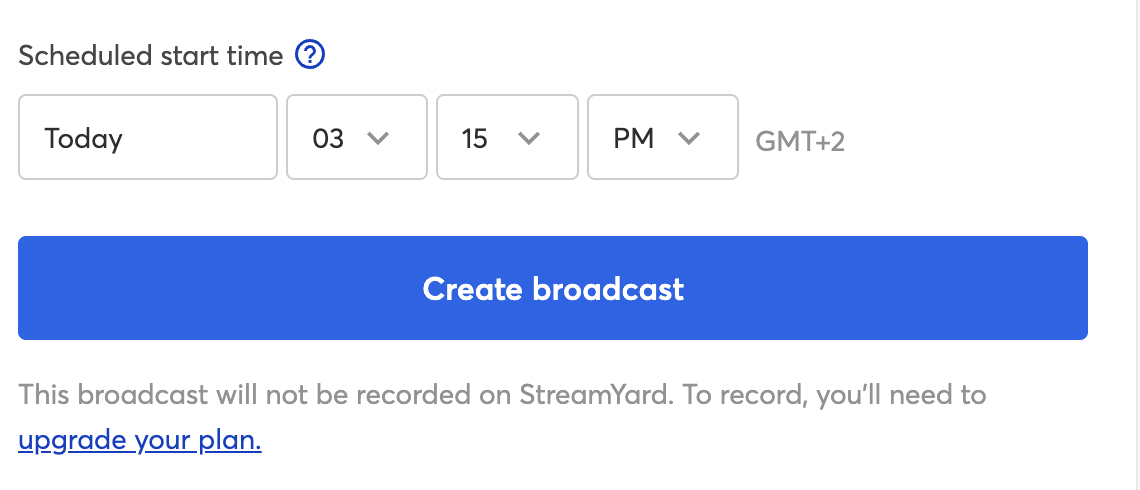 Scheduled start time ?
Today 03 15 PM GMT+2
Create broadcast
This broadcast will not be recorded on StreamYard. To record, you'll need to
upgrade your plan.